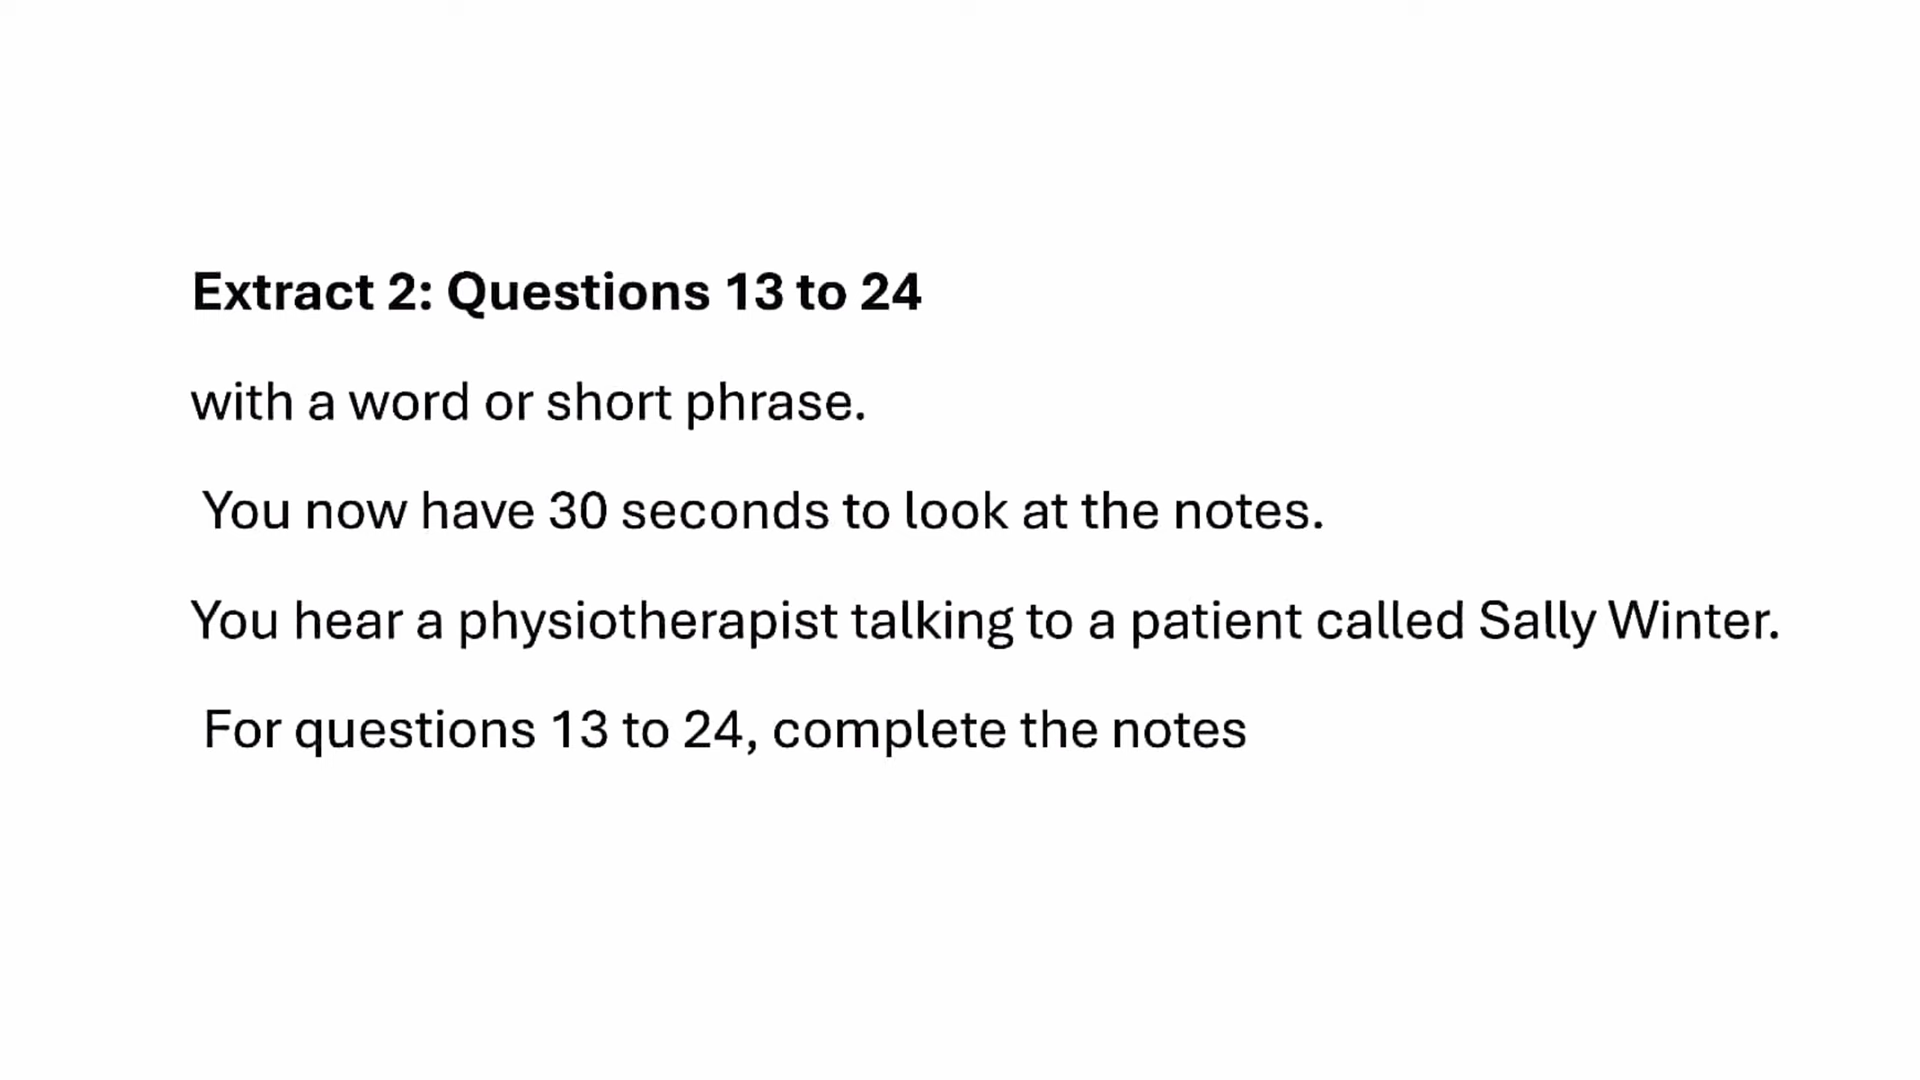 Extract 2: Questions 13 to 24
with a word or short phrase.
You now have 30 seconds to look at the notes.
You hear a physiotherapist talking to a patient called Sally Winter.
For questions 13 to 24, complete the notes